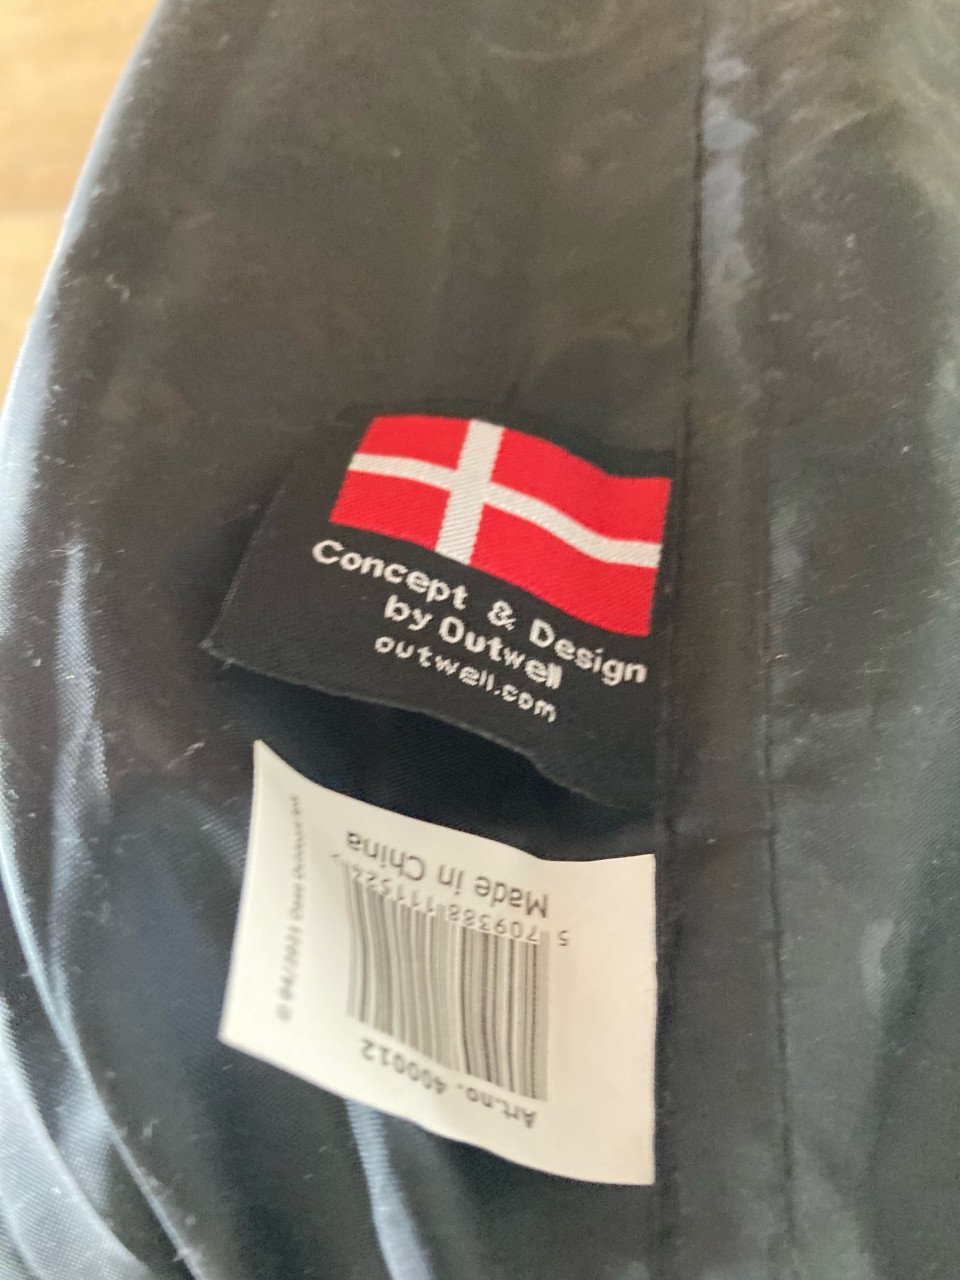 Concept & Design
by Outwell
outwell.com
Art.no. 400012
Made in China